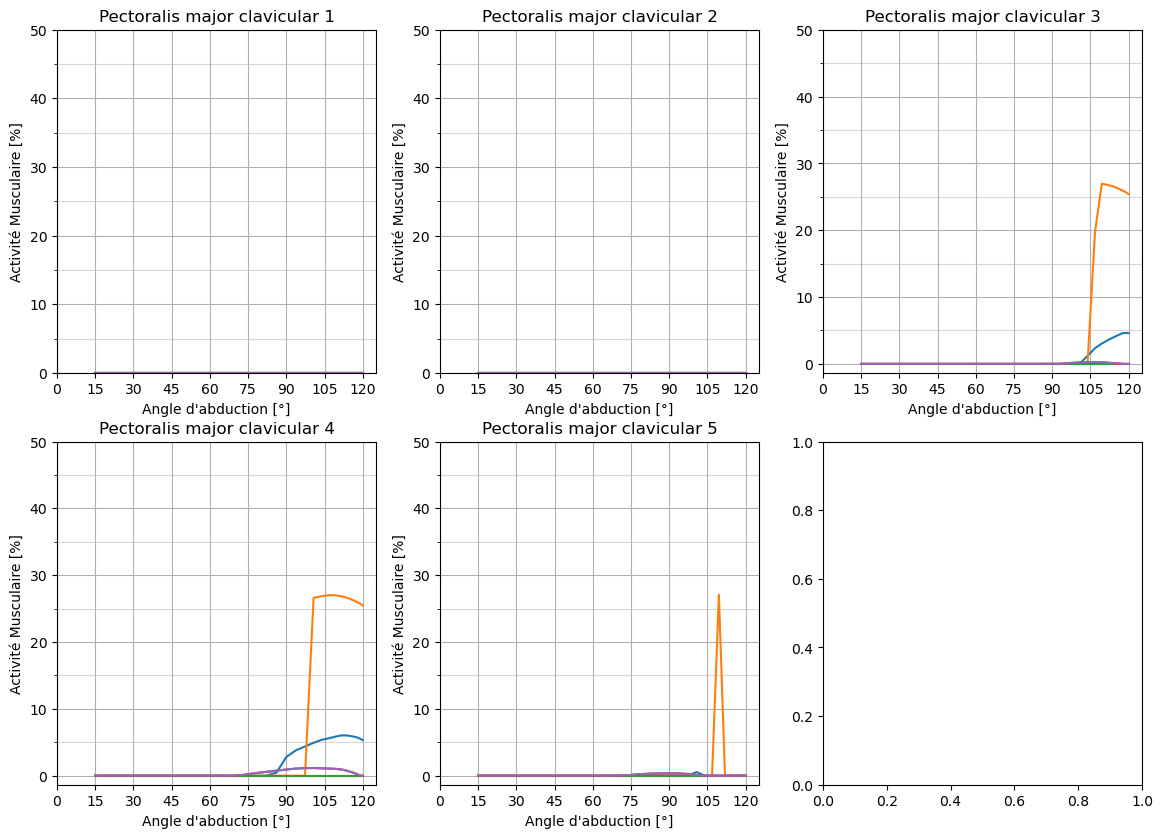 Pectoralis major clavicular 1
50
40
30
20
10
0
Activité Musculaire [%]
0 15 30 45 60 75 90 105 120
Angle d'abduction [°]
Pectoralis major clavicular 2
50
40
30
20
10
0
Activité Musculaire [%]
0 15 30 45 60 75 90 105 120
Angle d'abduction [°]
Pectoralis major clavicular 3
50
40
30
20
10
0
Activité Musculaire [%]
0 15 30 45 60 75 90 105 120
Angle d'abduction [°]
Pectoralis major clavicular 4
50
40
30
20
10
0
Activité Musculaire [%]
0 15 30 45 60 75 90 105 120
Angle d'abduction [°]
Pectoralis major clavicular 5
50
40
30
20
10
0
Activité Musculaire [%]
0 15 30 45 60 75 90 105 120
Angle d'abduction [°]
1.0
0.8
0.6
0.4
0.2
0.0
0.0 0.2 0.4 0.6 0.8 1.0